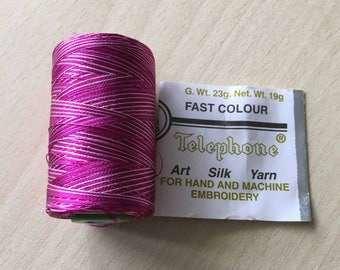 G. Wt. 23g. Net. Wt. 19g
FAST COLOUR
Telephone ®
Art Silk Yarn
FOR HAND AND MACHINE
EMBROIDERY